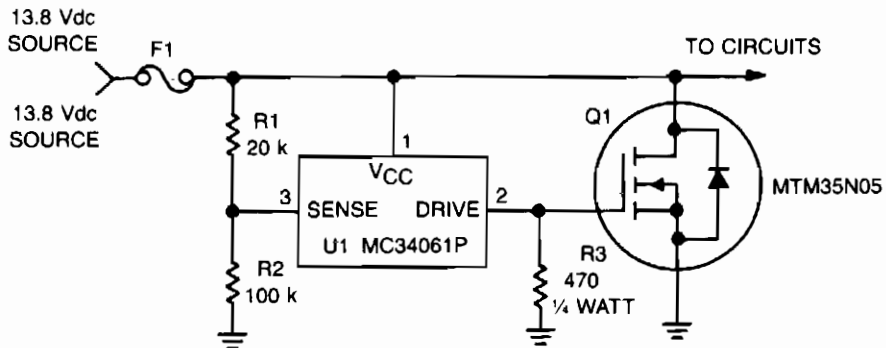 13.8 Vdc
SOURCE
F1
TO CIRCUITS
13.8 Vdc
SOURCE
R1
20 k
1
VCC
Q1
3
SENSE
DRIVE
2
U1 MC34061P
MTM35N05
R2
100 k
R3
470
¼ WATT